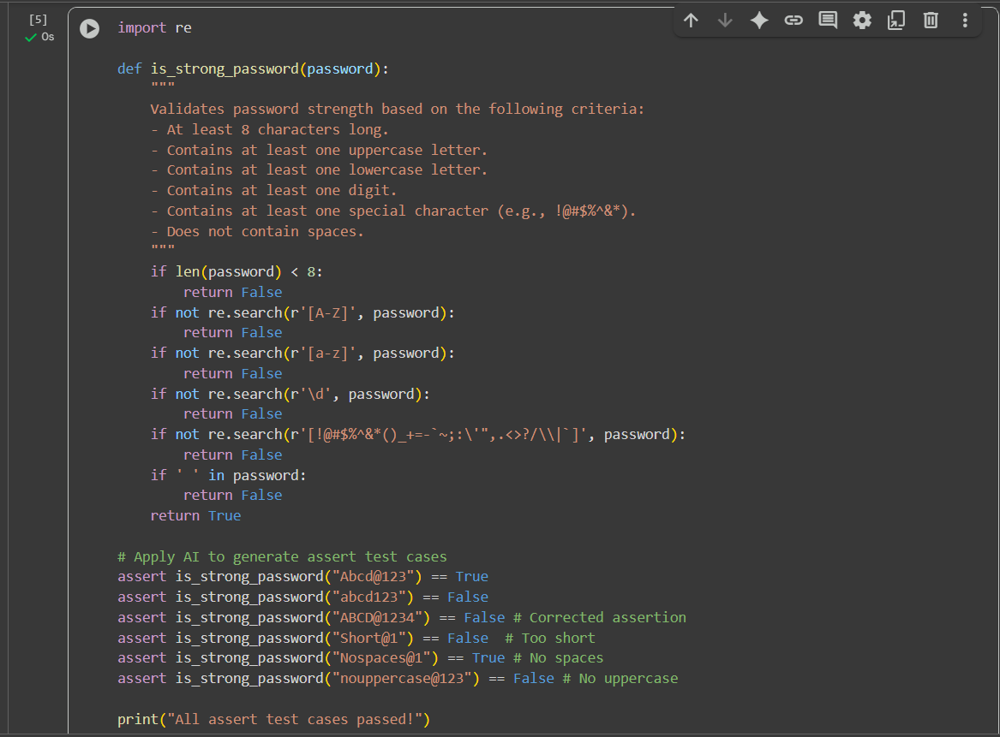 [5]
0s
import re
def is_strong_password(password):
    """
    Validates password strength based on the following criteria:
    - At least 8 characters long.
    - Contains at least one uppercase letter.
    - Contains at least one lowercase letter.
    - Contains at least one digit.
    - Contains at least one special character (e.g., !@#$%^&*).
    - Does not contain spaces.
    """
    if len(password) < 8:
        return False
    if not re.search(r'[A-Z]', password):
        return False
    if not re.search(r'[a-z]', password):
        return False
    if not re.search(r'\d', password):
        return False
    if not re.search(r'[!@#$%^&*()_+=-`~;:\'",.<>?/\\|`]', password):
        return False
    if ' ' in password:
        return False
    return True
# Apply AI to generate assert test cases
assert is_strong_password("Abcd@123") == True
assert is_strong_password("abcd123") == False
assert is_strong_password("ABCD@1234") == False # Corrected assertion
assert is_strong_password("Short@1") == False  # Too short
assert is_strong_password("Nospaces@1") == True # No spaces
assert is_strong_password("nouppercase@123") == False # No uppercase
print("All assert test cases passed!")